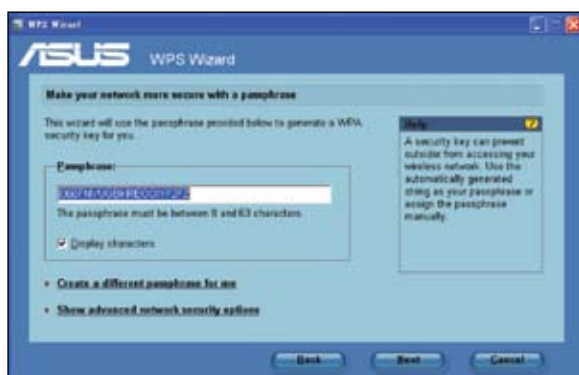 WPS Wizard
ASUS WPS Wizard
Make your network more secure with a passphrase
This wizard will use the passphrase provided below to generate a WPA
security key for you.
Passphrase:
The passphrase must be between 8 and 63 characters.
Display characters
Create a different passphrase for me
Show advanced network security options
Help
A security key can prevent
outsider from accessing your
wireless network. Use the
automatically generated
string as your passphrase or
assign the passphrase
manually.
Back Next Cancel